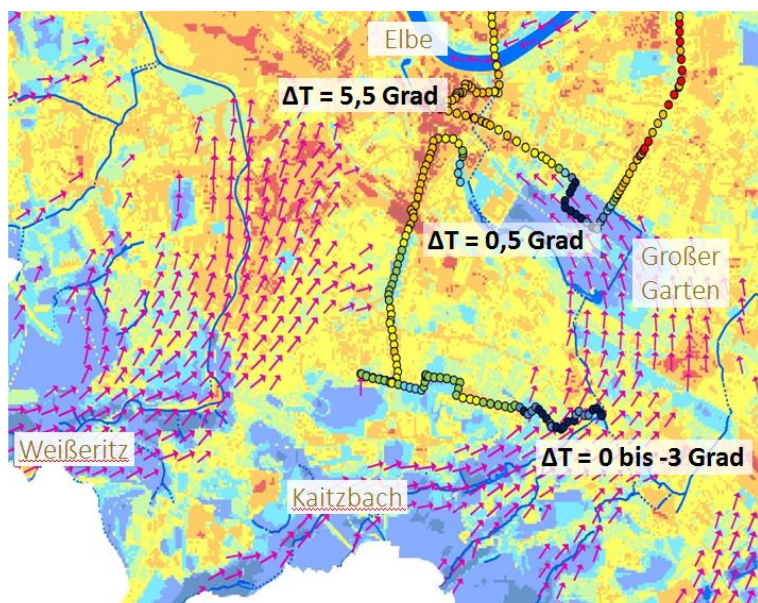 Elbe
ΔT = 5,5 Grad
ΔT = 0,5 Grad
Großer
Garten
Weißeritz
ΔT = 0 bis -3 Grad
Kaitzbach